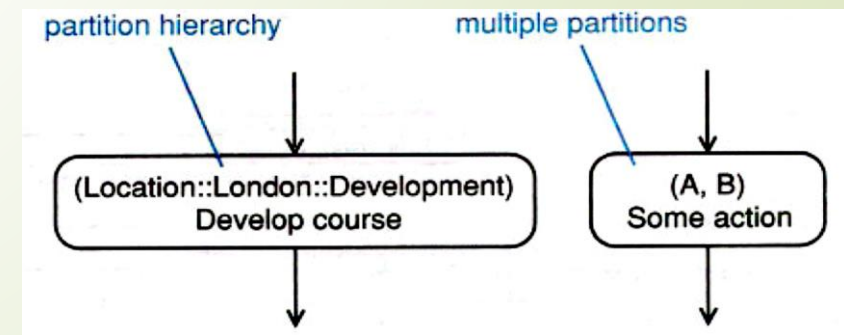 partition hierarchy
multiple partitions
(Location::London::Development)
Develop course
(A, B)
Some action